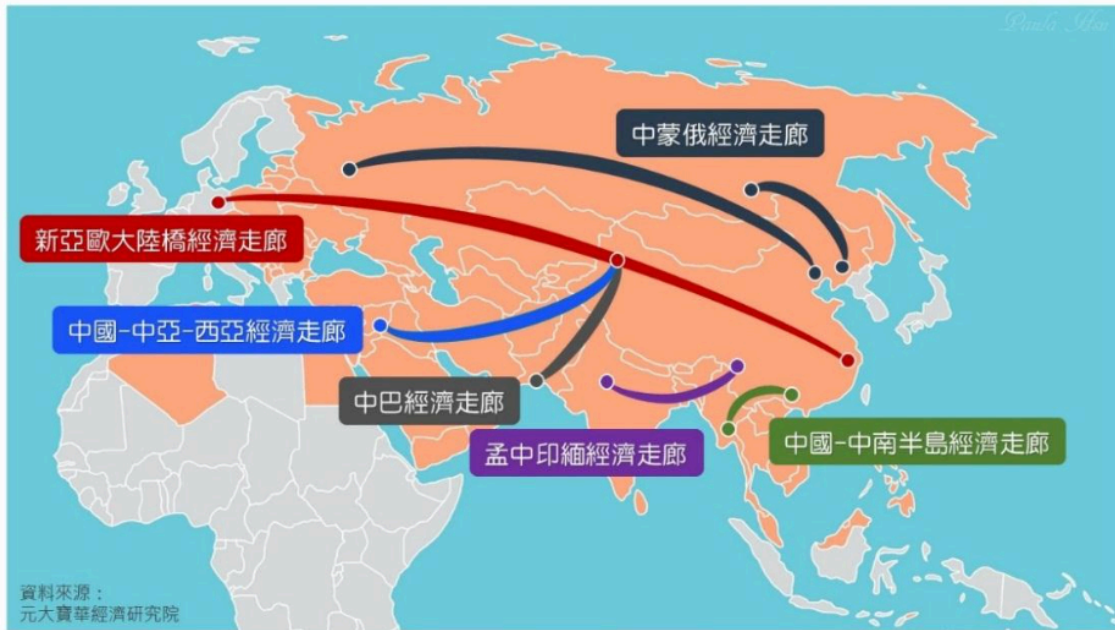 中蒙俄經濟走廊
新亞歐大陸橋經濟走廊
中國-中亞-西亞經濟走廊
中巴經濟走廊
孟中印緬經濟走廊
中國-中南半島經濟走廊
資料來源：
元大寶華經濟研究院